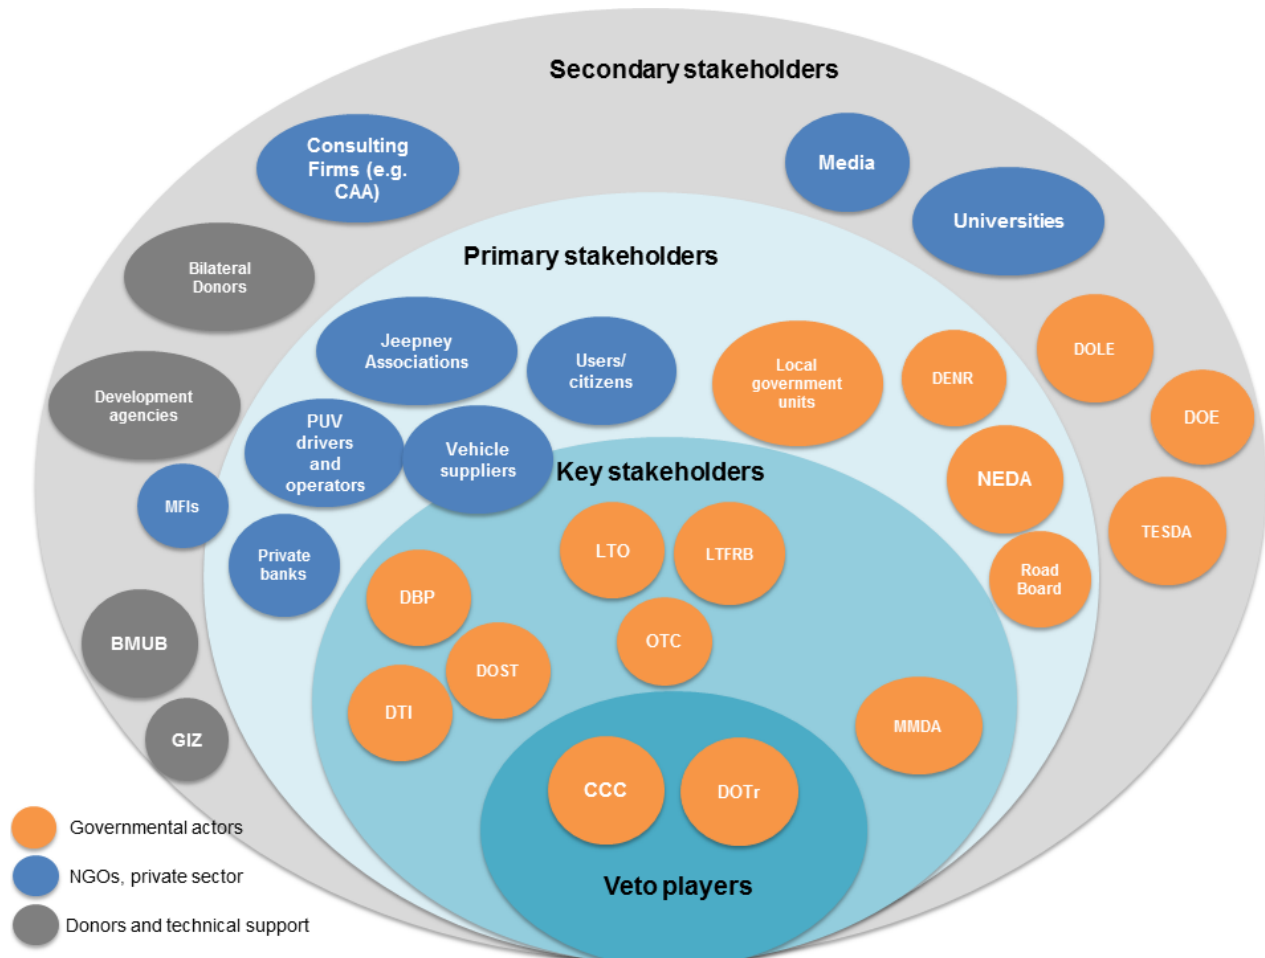 Secondary stakeholders
Consulting
Firms (e.g.
CAA)
Media
Universities
Bilateral
Donors
Primary stakeholders
Jeepney
Associations
Users/
citizens
Local
government
units
DENR
DOLE
Development
agencies
DOE
PUV
drivers
and
operators
Vehicle
suppliers
Key stakeholders
NEDA
MFIs
TESDA
Private
banks
LTO
LTFRB
Road
Board
DBP
OTC
BMUB
DOST
DTI
MMDA
GIZ
CCC
DOTr
Veto players
Governmental actors
NGOs, private sector
Donors and technical support